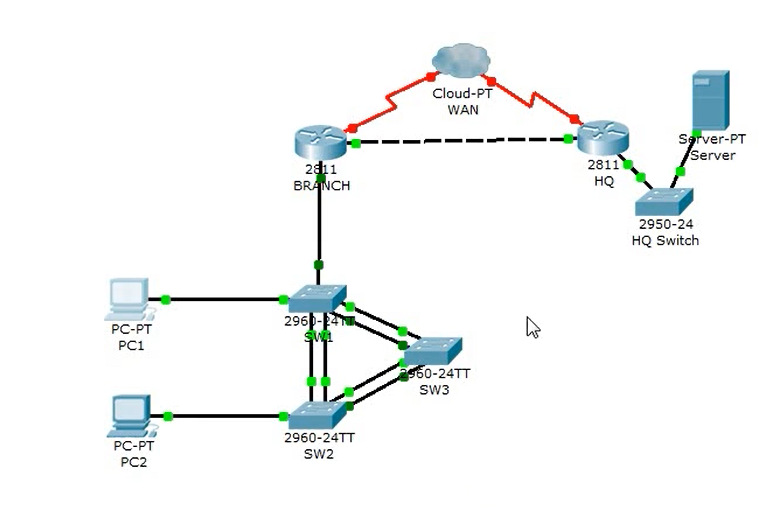 Cloud-PT
WAN
Server-PT
Server
2811
BRANCH
2811
HQ
2950-24
HQ Switch
PC-PT
PC1
2960-24TT
SW1
2960-24TT
SW3
PC-PT
PC2
2960-24TT
SW2